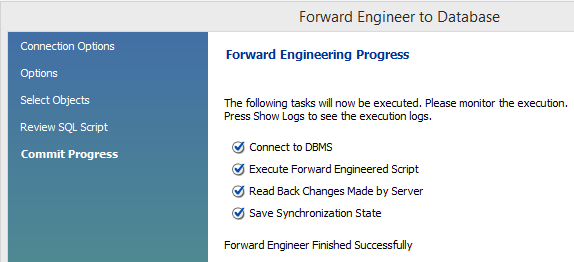 Forward Engineer to Database
Connection Options
Options
Select Objects
Review SQL Script
Commit Progress
Forward Engineering Progress
The following tasks will now be executed. Please monitor the execution.
Press Show Logs to see the execution logs.
Connect to DBMS
Execute Forward Engineered Script
Read Back Changes Made by Server
Save Synchronization State
Forward Engineer Finished Successfully